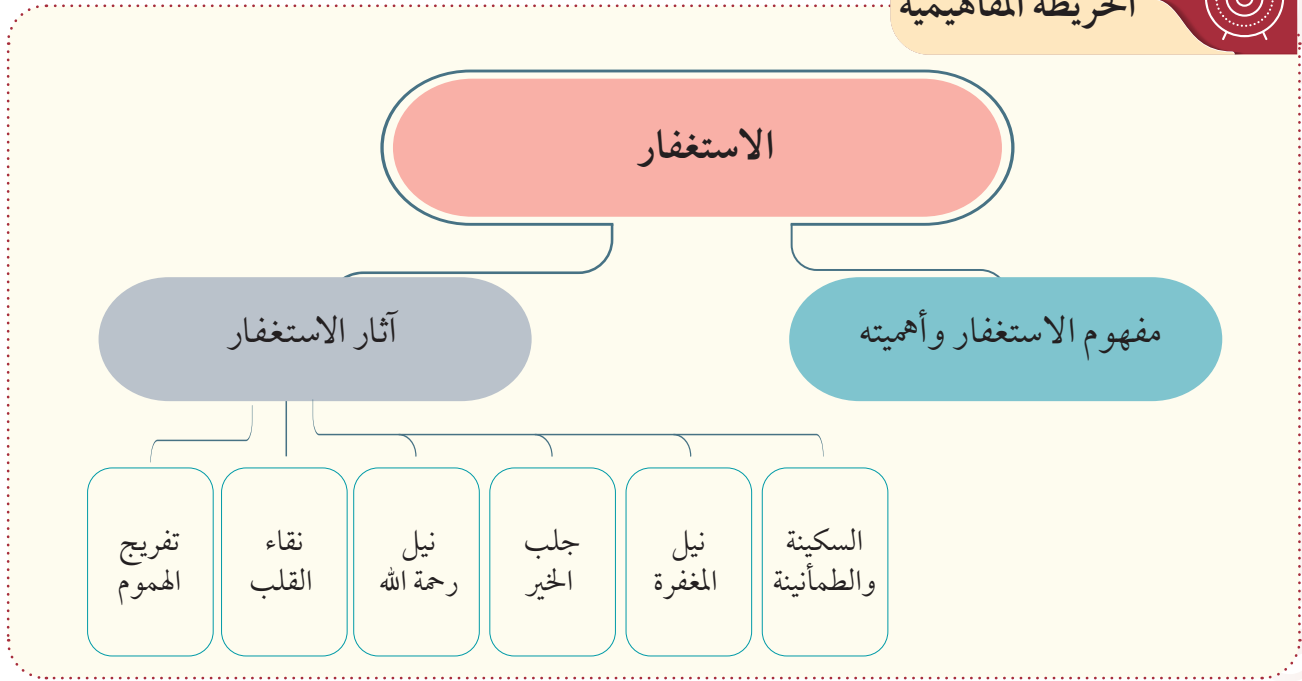 الخريطة المفاهيمية
الاستغفار
مفهوم الاستغفار وأهميته
آثار الاستغفار
السكينة
والطمأنينة
نيل
المغفرة
جلب
الخير
نيل
رحمة الله
نقاء
القلب
تفريج
الهموم